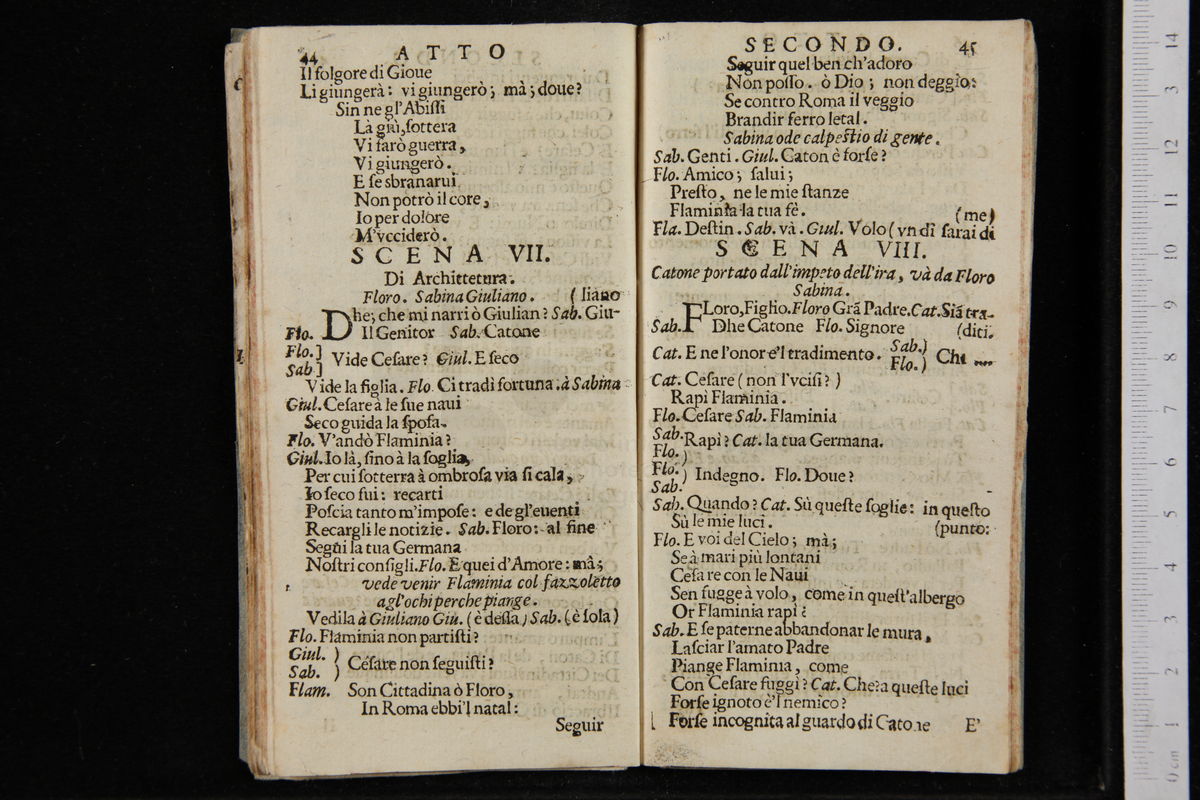 44 ATTO
Il folgore di Gioue
Li giungerà: vi giungerò; mà; doue?
Sin ne gl'Abissi
Là giù, sotterra
Vi farò guerra,
Vi giungerò.
E se sbranarui
Non potrò il core,
Io per dolore
M'vcciderò.
SCENA VII.
Di Archittettura.
Floro. Sabina Giuliano. (liano
Flo. Dhe; che mi narri ò Giulian? Sab. Giu-
Il Genitor Sab. Catone
Flo. ]
Sab ] Vide Cesare? Giul. E seco
Vide la figlia. Flo. Ci tradì fortuna. à Sabina
Giul. Cesare à le sue naui
Seco guida la sposa.
Flo. V'andò Flaminia?
Giul. Io là, sino à la soglia,
Per cui sotterra à ombrosa via si cala,
Io seco fui: recarti
Poscia tanto m'impose: e de gl'euenti
Recargli le notizie. Sab. Floro: al fine
Seguì la tua Germana
Nostri consigli. Flo. E quei d'Amore: mà;
vede venir Flaminia col fazzoletto
agl'ochi perche piange.
Vedila à Giuliano Giu. (è dessa) Sab. (è sola)
Flo. Flaminia non partisti?
Giul. )
Sab. ) Cesare non seguisti?
Flam. Son Cittadina ò Floro,
In Roma ebbi'l natal:
Seguir
SECONDO. 45
Seguir quel ben ch'adoro
Non posso. ò Dio; non deggio:
Se contro Roma il veggio
Brandir ferro letal.
Sabina ode calpestio di gente.
Sab. Genti. Giul. Caton è forse?
Flo. Amico; salui;
Presto, ne le mie stanze
Flaminia la tua fè. (me)
Fla. Destin. Sab. và. Giul. Volo (vn dì sarai di
SCENA VIII.
Catone portato dall'impeto dell'ira, và da Floro
Sabina.
FLoro, Figlio. Floro Grã Padre. Cat. Siã tra-
Sab. Dhe Catone Flo. Signore (diti.
Cat. E ne l'onor e'l tradimento. Sab.)
Flo.) Chi ....
Cat. Cesare (non l'vcisi?)
Rapì Flaminia.
Flo. Cesare Sab. Flaminia
Sab. Rapì? Cat. la tua Germana.
Flo. )
Flo. ) Indegno. Flo. Doue?
Sab.
Sab. Quando? Cat. Sù queste soglie: in questo
Sù le mie luci. (punto:
Flo. E voi del Cielo; mà;
Se à mari più lontani
Cesare con le Naui
Sen fugge à volo, come in quest'albergo
Or Flaminia rapì?
Sab. E se paterne abbandonar le mura,
Lasciar l'amato Padre
Piange Flaminia, come
Con Cesare fuggì? Cat. Che? a queste luci
Forse ignoto è'l nemico?
Forse incognita al guardo di Catone E'